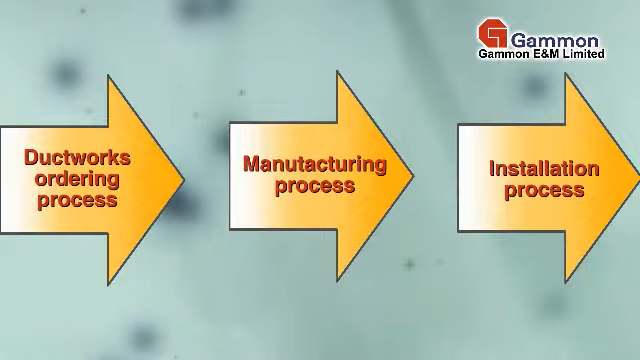 Gammon
Gammon E&M Limited
Ductworks
ordering
process
Manutacturing
process
Installation
process